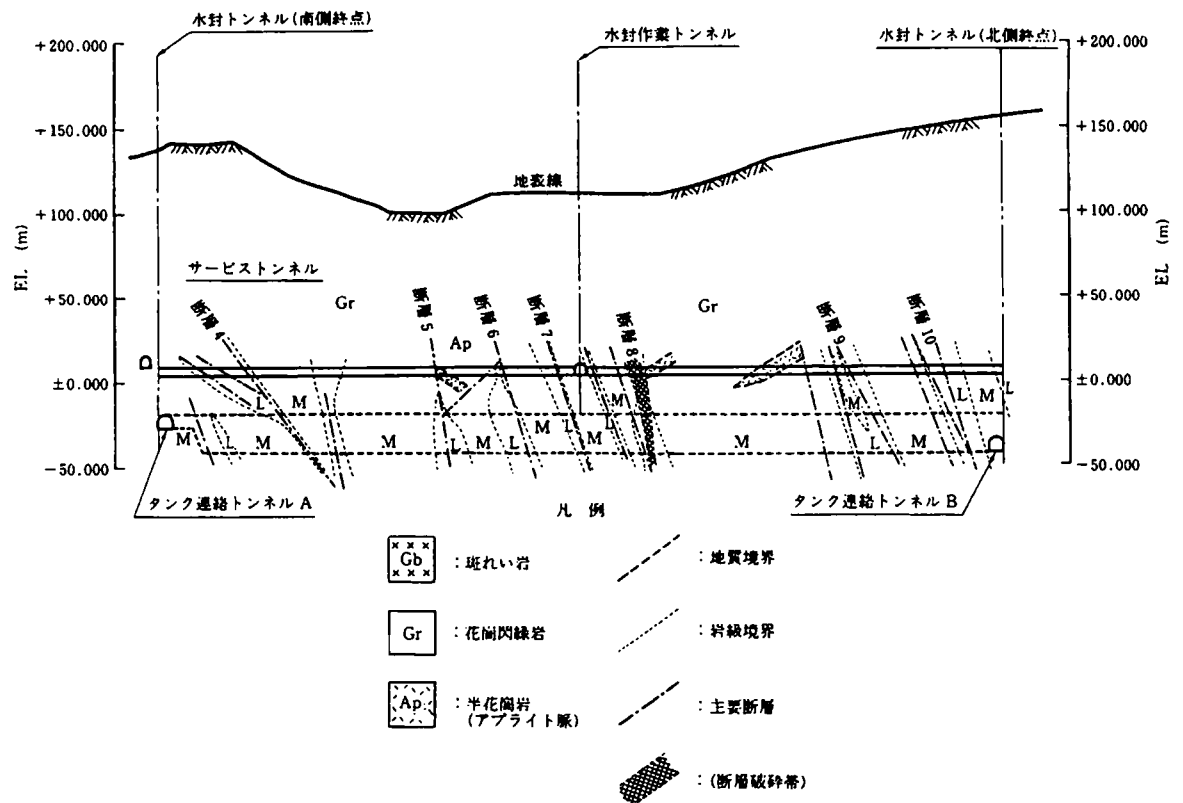 水封トンネル(南側終点)
水封作業トンネル
水封トンネル(北側終点)
+200.000
+200.000
+150.000
+150.000
地表線
+100.000
+100.000
EL (m)
EL (m)
サービストンネル
+50.000
Gr
Gr
+50.000
断層4
断層5
断層6
断層7
断層8
断層9
断層10
Ap
±0.000
±0.000
L M M M L M L
M L M L M L M L M M L M
−50.000
−50.000
タンク連絡トンネル A
タンク連絡トンネル B
凡 例
Gb :斑れい岩
:地質境界
Gr :花崗閃緑岩
:岩級境界
Ap :半花崗岩
(アプライト脈)
:主要断層
:(断層破砕帯)